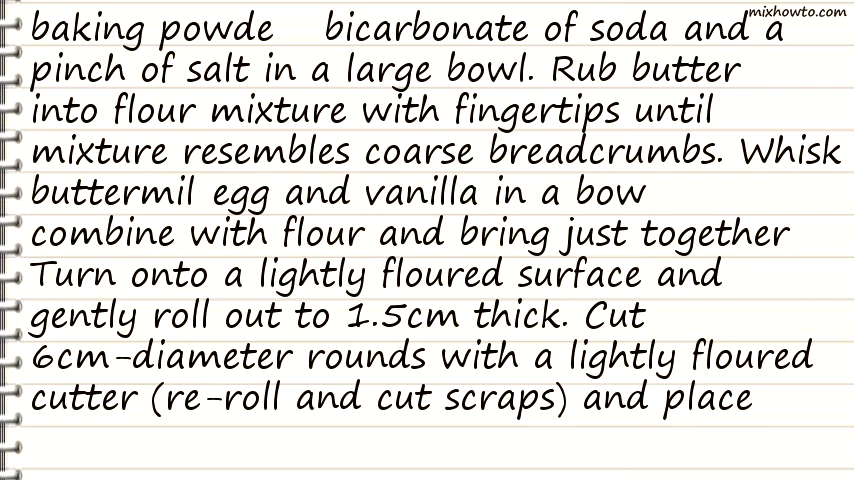 mixhowto.com
baking powde bicarbonate of soda and a
pinch of salt in a large bowl. Rub butter
into flour mixture with fingertips until
mixture resembles coarse breadcrumbs. Whisk
buttermil egg and vanilla in a bow
combine with flour and bring just together
Turn onto a lightly floured surface and
gently roll out to 1.5cm thick. Cut
6cm-diameter rounds with a lightly floured
cutter (re-roll and cut scraps) and place